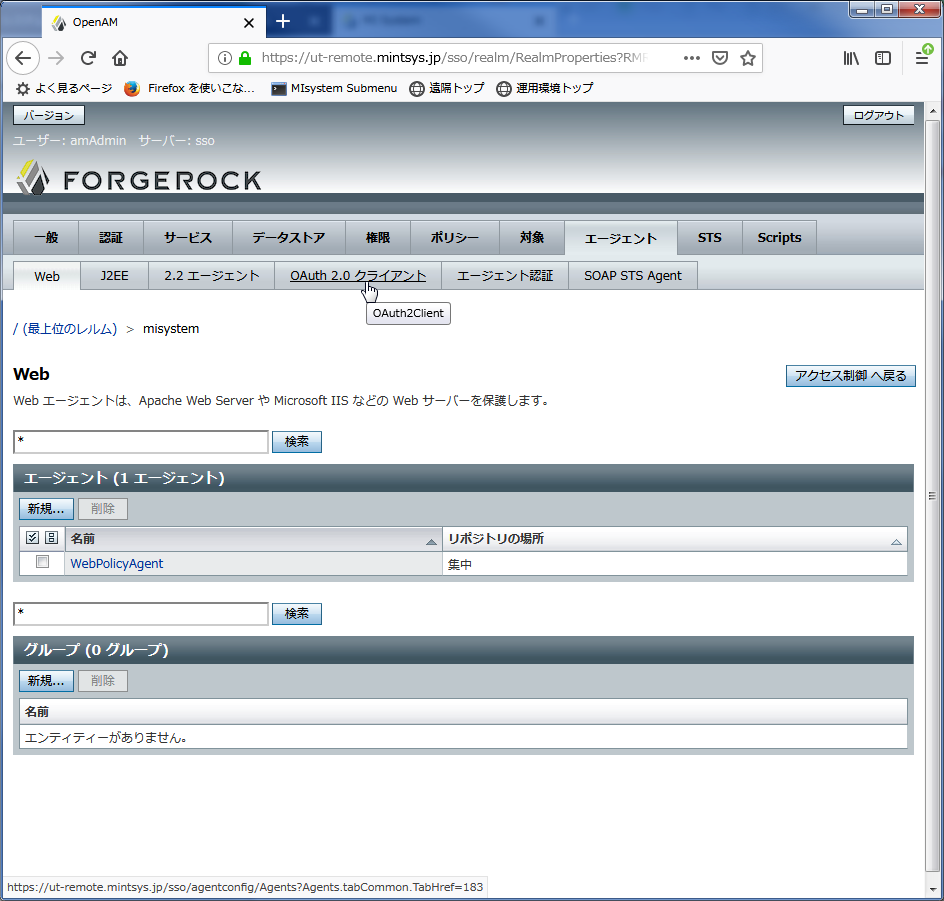 OpenAM
https://ut-remote.mintsys.jp/sso/realm/RealmProperties?RMR
よく見るページ Firefox を使いこな... MIsystem Submenu 遠隔トップ 運用環境トップ
バージョン ログアウト
ユーザー: amAdmin サーバー: sso
FORGEROCK
一般 認証 サービス データストア 権限 ポリシー 対象 エージェント STS Scripts
Web J2EE 2.2 エージェント OAuth 2.0 クライアント エージェント認証 SOAP STS Agent
OAuth2Client
/ (最上位のレルム) > misystem
Web アクセス制御 へ戻る
Web エージェントは、Apache Web Server や Microsoft IIS などの Web サーバーを保護します。
* 検索
エージェント (1 エージェント)
新規... 削除
名前 リポジトリの場所
WebPolicyAgent 集中
* 検索
グループ (0 グループ)
新規... 削除
名前
エンティティーがありません。
https://ut-remote.mintsys.jp/sso/agentconfig/Agents?Agents.tabCommon.TabHref=183